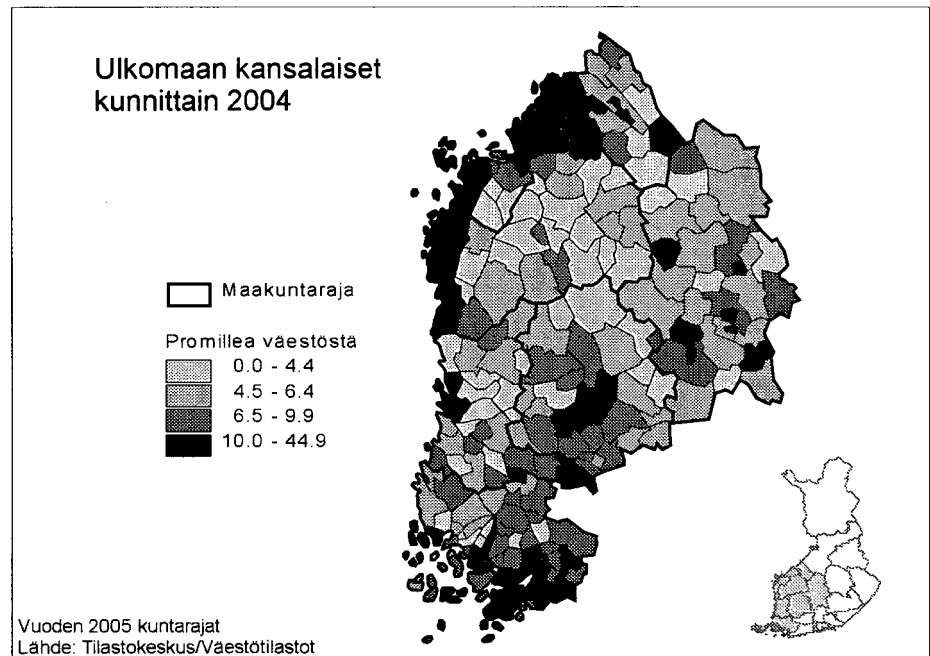 Ulkomaan kansalaiset
kunnittain 2004
Maakuntaraja
Promillea väestöstä
0.0 - 4.4
4.5 - 6.4
6.5 - 9.9
10.0 - 44.9
Vuoden 2005 kuntarajat
Lähde: Tilastokeskus/Väestötilastot